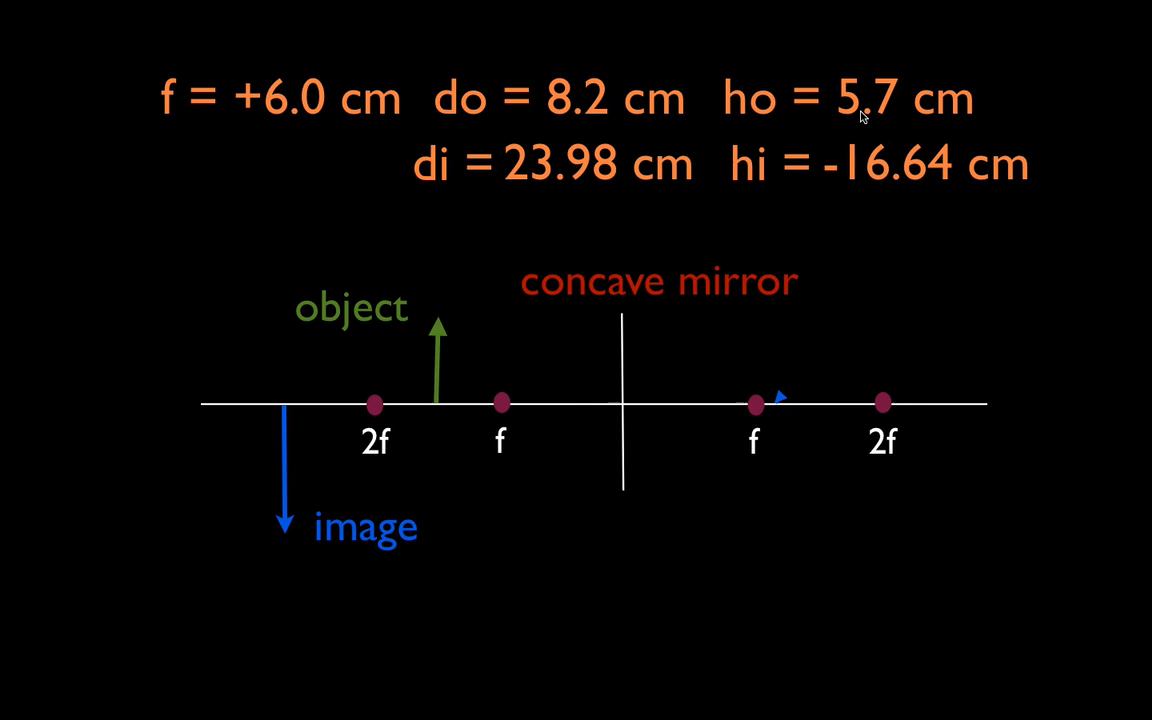 f = +6.0 cm do = 8.2 cm ho = 5.7 cm
di = 23.98 cm hi = -16.64 cm
concave mirror
object
2f f f 2f
image